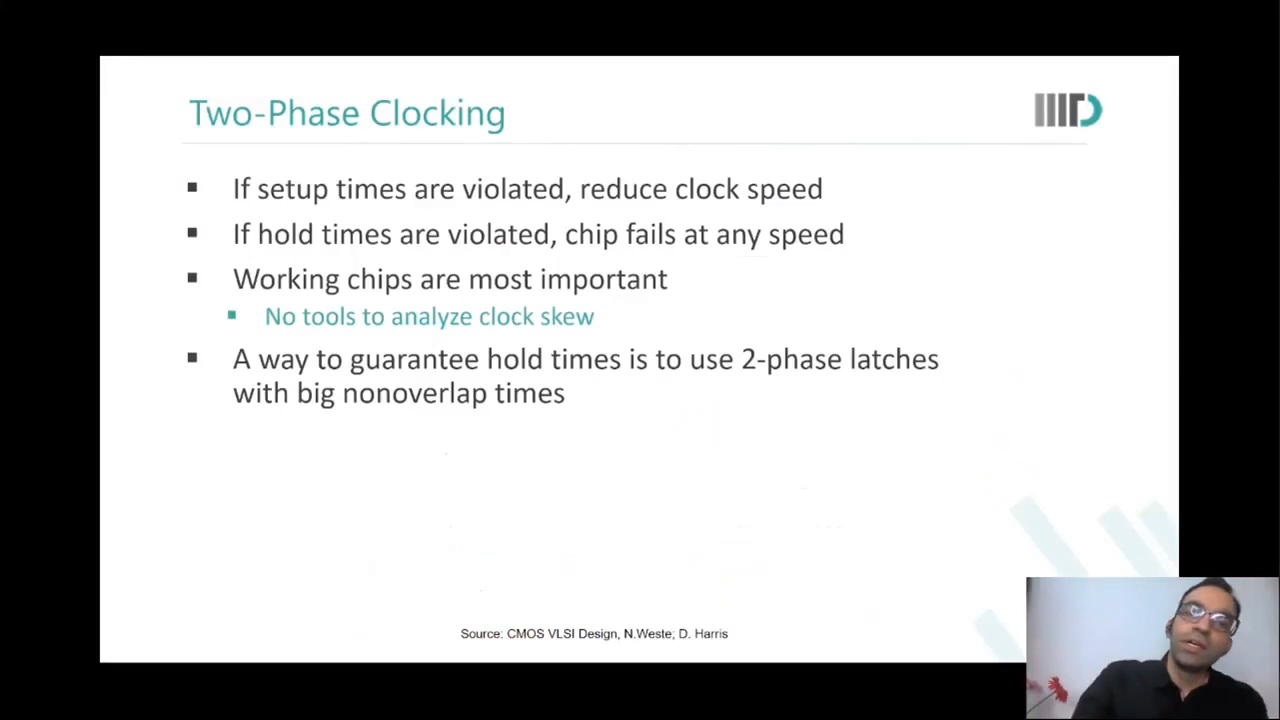 Two-Phase Clocking
IIITD
If setup times are violated, reduce clock speed
If hold times are violated, chip fails at any speed
Working chips are most important
No tools to analyze clock skew
A way to guarantee hold times is to use 2-phase latches
with big nonoverlap times
Source: CMOS VLSI Design, N.Weste; D. Harris